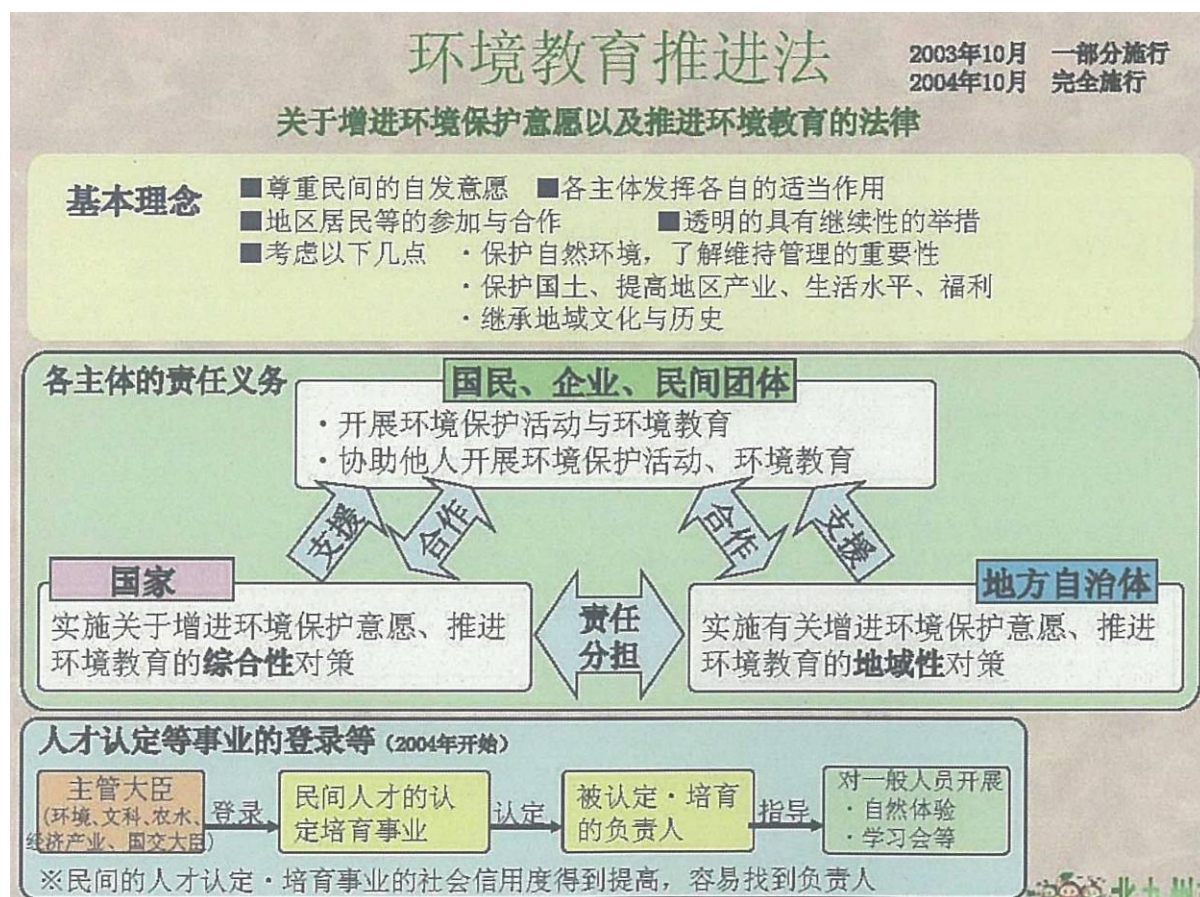 环境教育推进法
2003年10月　一部分施行
2004年10月　完全施行
关于增进环境保护意愿以及推进环境教育的法律
基本理念
■尊重民间的自发意愿　■各主体发挥各自的适当作用
■地区居民等的参加与合作　■透明的具有继续性的举措
■考虑以下几点　・保护自然环境，了解维持管理的重要性
・保护国土、提高地区产业、生活水平、福利
・继承地域文化与历史
各主体的责任义务
国民、企业、民间团体
・开展环境保护活动与环境教育
・协助他人开展环境保护活动、环境教育
支援
合作
合作
支援
国家
实施关于增进环境保护意愿、推进
环境教育的综合性对策
责任
分担
地方自治体
实施有关增进环境保护意愿、推进
环境教育的地域性对策
人才认定等事业的登录等（2004年开始）
主管大臣
(环境、文科、农水、
经济产业、国交大臣)
登录
民间人才的认
定培育事业
认定
被认定・培育
的负责人
指导
对一般人员开展
・自然体验
・学习会等
※民间的人才认定・培育事业的社会信用度得到提高，容易找到负责人
北九州